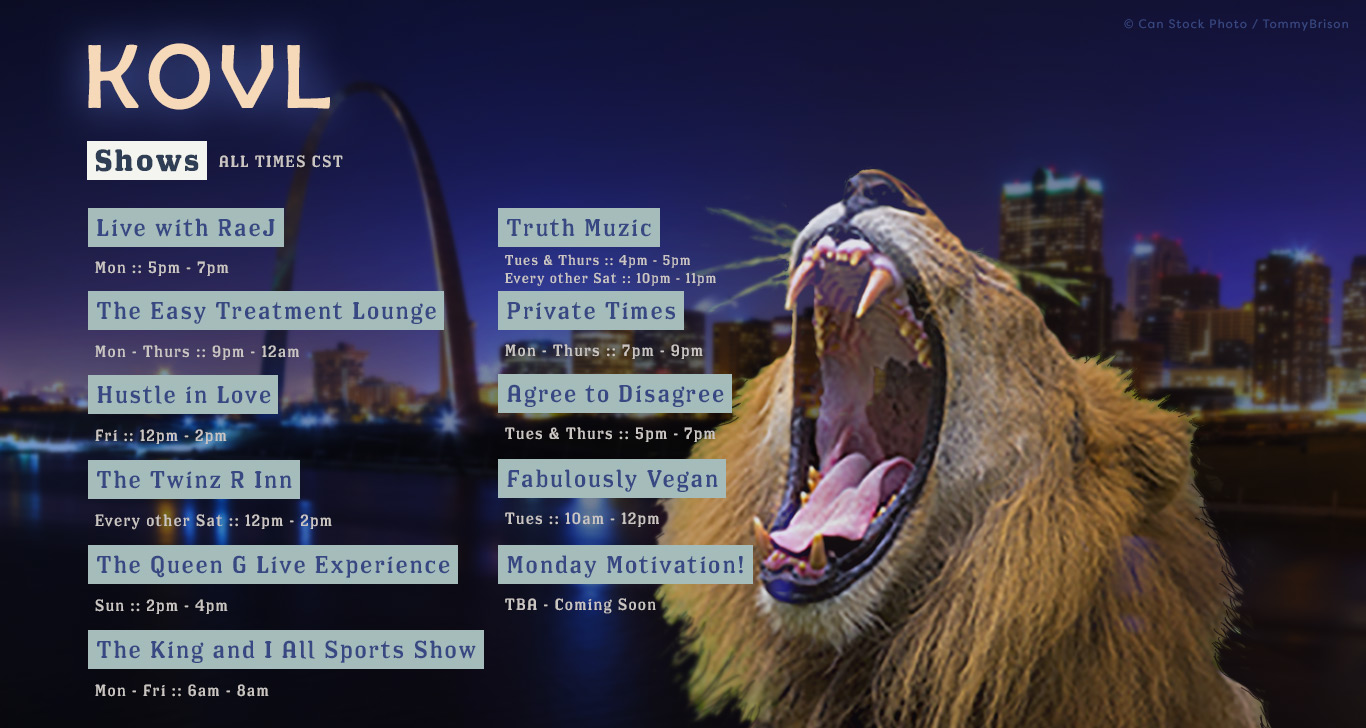 © Can Stock Photo / TommyBrison
KOVL
Shows ALL TIMES CST
Live with RaeJ
Mon :: 5pm - 7pm
The Easy Treatment Lounge
Mon - Thurs :: 9pm - 12am
Hustle in Love
Fri :: 12pm - 2pm
The Twinz R Inn
Every other Sat :: 12pm - 2pm
The Queen G Live Experience
Sun :: 2pm - 4pm
The King and I All Sports Show
Mon - Fri :: 6am - 8am
Truth Muzic
Tues & Thurs :: 4pm - 5pm
Every other Sat :: 10pm - 11pm
Private Times
Mon - Thurs :: 7pm - 9pm
Agree to Disagree
Tues & Thurs :: 5pm - 7pm
Fabulously Vegan
Tues :: 10am - 12pm
Monday Motivation!
TBA - Coming Soon